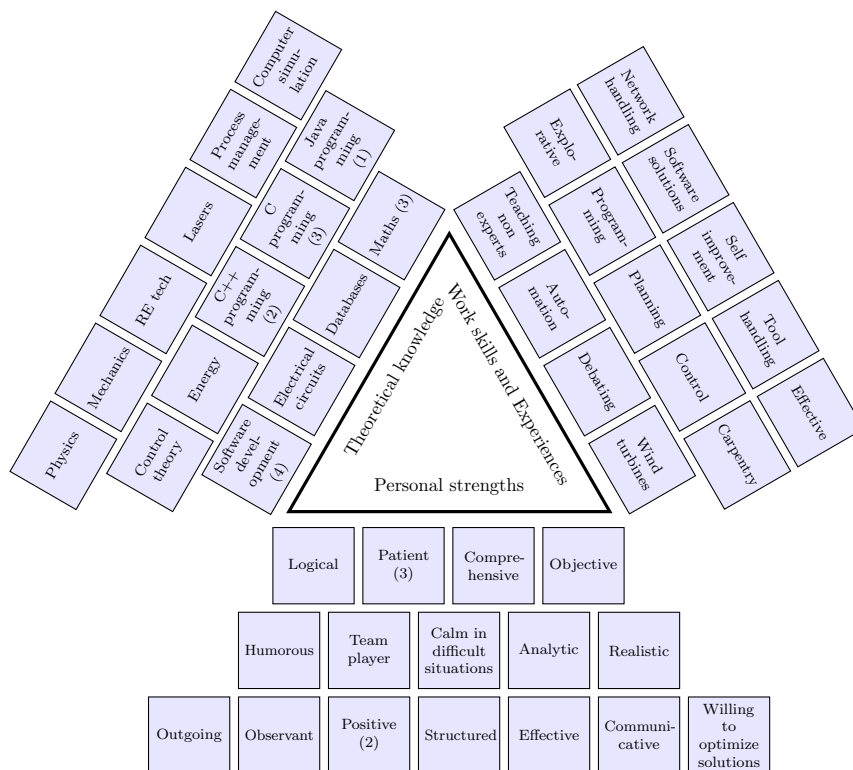 Computer
simu-
lation
Process
manage-
ment
Java
program-
ming
(1)
Lasers
C
program-
ming
(3)
Maths (3)
RE tech
C++
program-
ming
(2)
Databases
Mechanics
Energy
Electrical
circuits
Physics
Control
theory
Software
devel-
opment
(4)
Theoretical knowledge
Work skills and Experiences
Personal strengths
Network
handling
Explo-
rative
Software
solutions
Teaching
non
experts
Program-
ming
Self
improve-
ment
Auto-
mation
Planning
Tool
handling
Debating
Control
Effective
Wind
turbines
Carpentry
Logical
Patient
(3)
Compre-
hensive
Objective
Humorous
Team
player
Calm in
difficult
situations
Analytic
Realistic
Outgoing
Observant
Positive
(2)
Structured
Effective
Communi-
cative
Willing
to
optimize
solutions